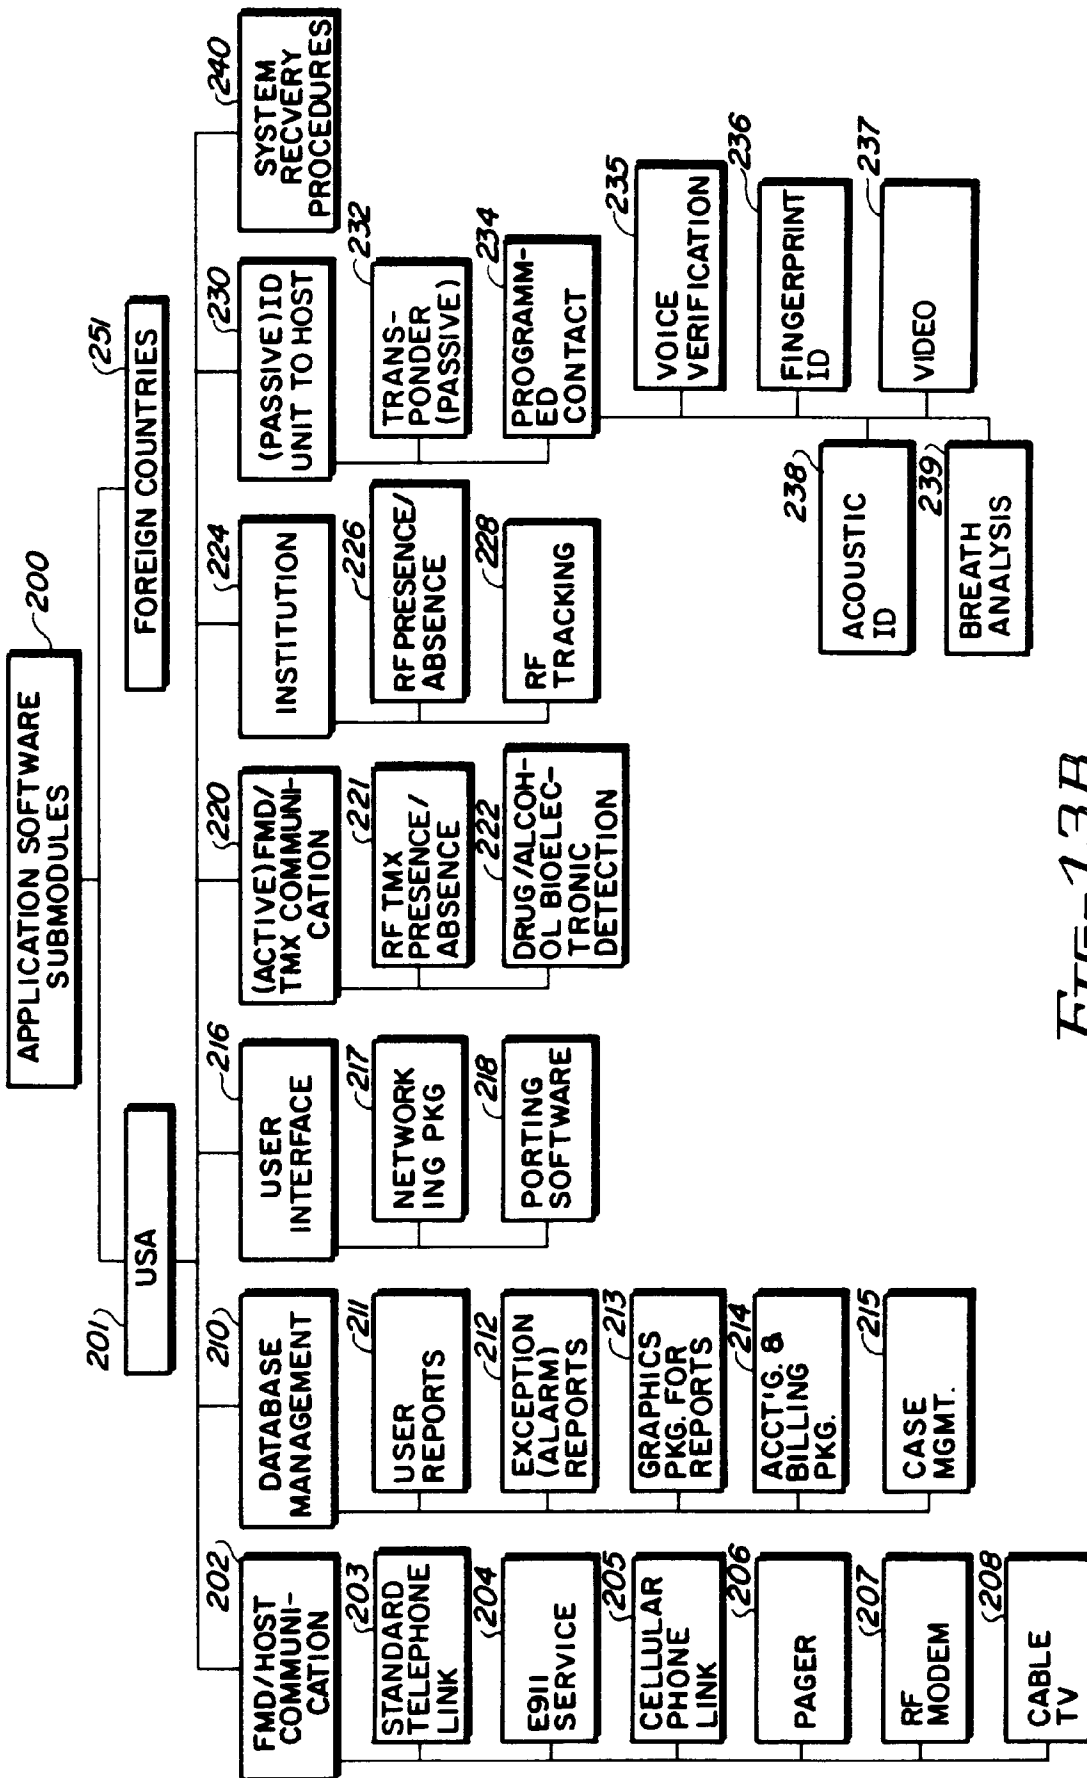 APPLICATION SOFTWARE
SUBMODULES
200
USA
201
FOREIGN COUNTRIES
251
FMD/HOST
COMMUNI-
CATION
202
STANDARD
TELEPHONE
LINK
203
E911
SERVICE
204
CELLULAR
PHONE
LINK
205
PAGER
206
RF
MODEM
207
CABLE
TV
208
DATABASE
MANAGEMENT
210
USER
REPORTS
211
EXCEPTION
(ALARM)
REPORTS
212
GRAPHICS
PKG. FOR
REPORTS
213
ACCT'G. &
BILLING
PKG.
214
CASE
MGMT.
215
USER
INTERFACE
216
NETWORK
ING PKG
217
PORTING
SOFTWARE
218
(ACTIVE) FMD/
TMX COMMUNI-
CATION
220
RF TMX
PRESENCE/
ABSENCE
221
DRUG/ALCOH-
OL BIOELEC-
TRONIC
DETECTION
222
INSTITUTION
224
RF PRESENCE/
ABSENCE
226
RF
TRACKING
228
(PASSIVE) ID
UNIT TO HOST
230
TRANS-
PONDER
(PASSIVE)
232
PROGRAMM-
ED
CONTACT
234
VOICE
VERIFICATION
235
FINGERPRINT
ID
236
VIDEO
237
ACOUSTIC
ID
238
BREATH
ANALYSIS
239
SYSTEM
RECVERY
PROCEDURES
240
FIG-13B